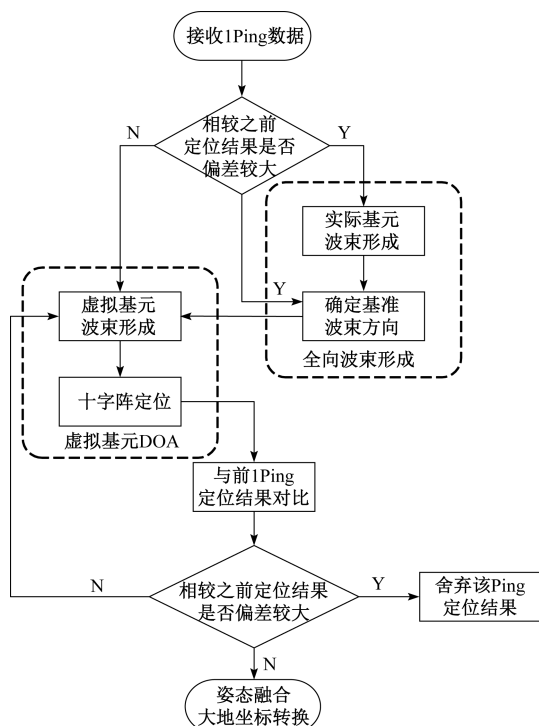 接收1Ping数据
N
相较之前
定位结果是否
偏差较大
Y
实际基元
波束形成
Y
虚拟基元
波束形成
确定基准
波束方向
全向波束形成
十字阵定位
虚拟基元DOA
与前1Ping
定位结果对比
N
相较之前定位结果
是否偏差较大
Y
舍弃该Ping
定位结果
N
姿态融合
大地坐标转换